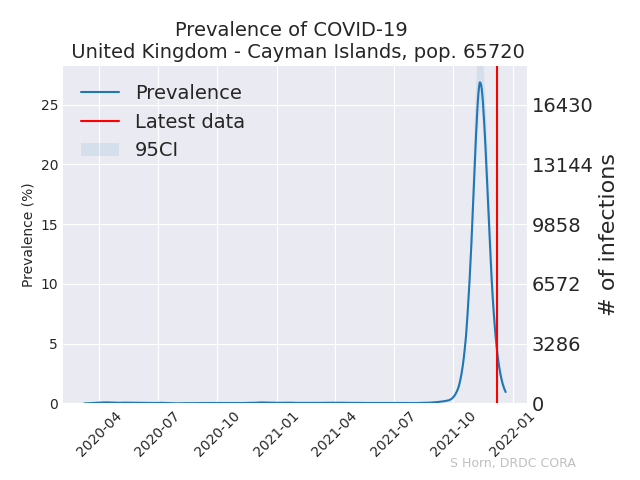 Prevalence of COVID-19
United Kingdom - Cayman Islands, pop. 65720
Prevalence
Latest data
95CI
Prevalence (%)
25
20
15
10
5
0
16430
13144
9858
6572
3286
0
# of infections
2020-04
2020-07
2020-10
2021-01
2021-04
2021-07
2021-10
2022-01
S Horn, DRDC CORA